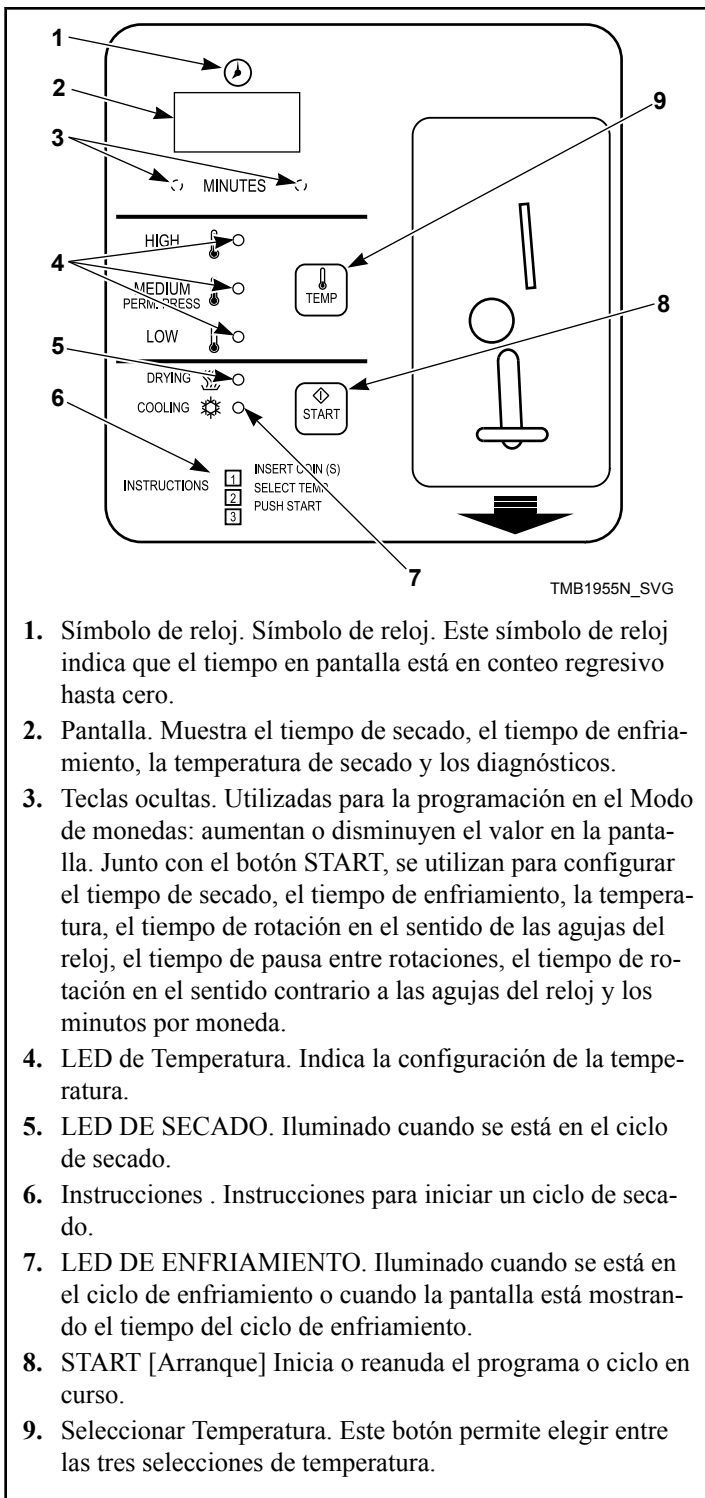 1
2
9
3
MINUTES
HIGH
4
MEDIUM
PERM. PRESS
TEMP
8
LOW
5
DRYING
6
COOLING
START
INSTRUCTIONS
1 INSERT COIN (S)
2 SELECT TEMP
3 PUSH START
7
TMB1955N_SVG
1. Símbolo de reloj. Símbolo de reloj. Este símbolo de reloj
indica que el tiempo en pantalla está en conteo regresivo
hasta cero.
2. Pantalla. Muestra el tiempo de secado, el tiempo de enfria-
miento, la temperatura de secado y los diagnósticos.
3. Teclas ocultas. Utilizadas para la programación en el Modo
de monedas: aumentan o disminuyen el valor en la panta-
lla. Junto con el botón START, se utilizan para configurar
el tiempo de secado, el tiempo de enfriamiento, la tempera-
tura, el tiempo de rotación en el sentido de las agujas del
reloj, el tiempo de pausa entre rotaciones, el tiempo de ro-
tación en el sentido contrario a las agujas del reloj y los
minutos por moneda.
4. LED de Temperatura. Indica la configuración de la tempe-
ratura.
5. LED DE SECADO. Iluminado cuando se está en el ciclo
de secado.
6. Instrucciones . Instrucciones para iniciar un ciclo de seca-
do.
7. LED DE ENFRIAMIENTO. Iluminado cuando se está en
el ciclo de enfriamiento o cuando la pantalla está mostran-
do el tiempo del ciclo de enfriamiento.
8. START [Arranque] Inicia o reanuda el programa o ciclo en
curso.
9. Seleccionar Temperatura. Este botón permite elegir entre
las tres selecciones de temperatura.